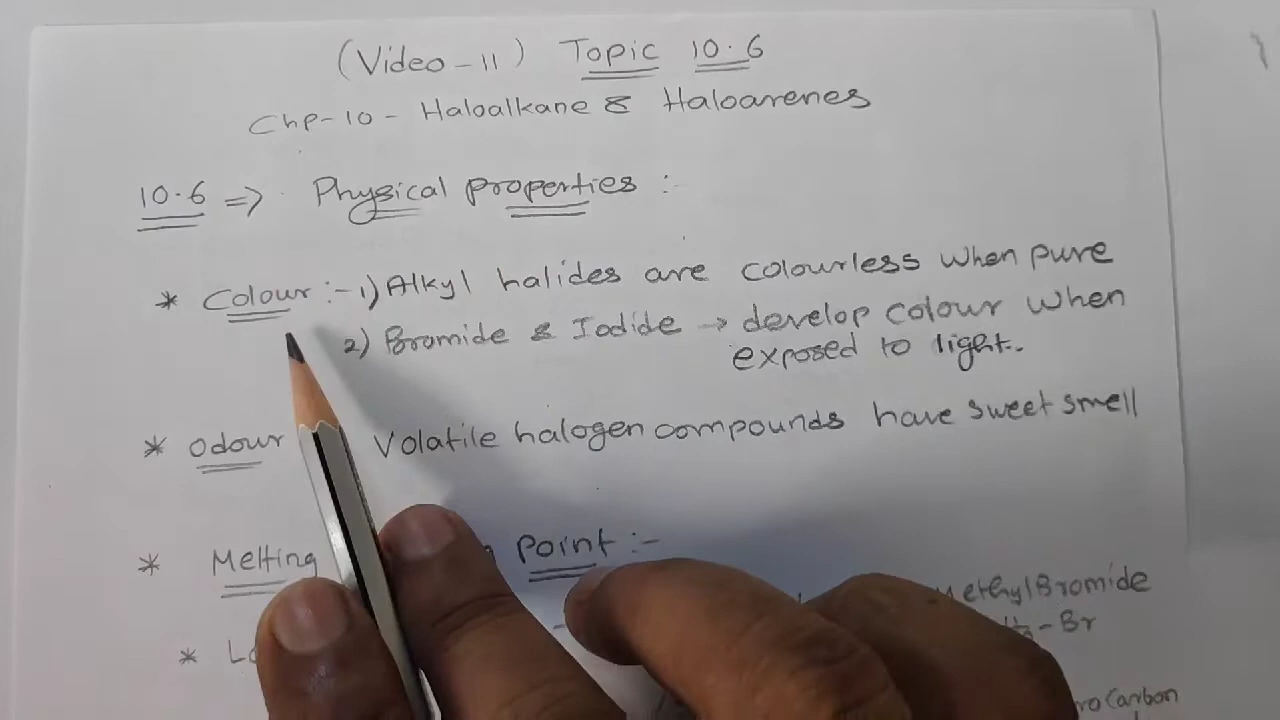 (Video-11) Topic 10.6
Chp-10- Haloalkane & Haloarenes
10.6 => Physical properties :-
* Colour :- 1) Alkyl halides are colourless when pure
2) Bromide & Iodide → develop colour when
exposed to light.
* Odour Volatile halogen compounds have sweet smell
* Melting Point :-
Methyl Bromide
-Br
Carbon